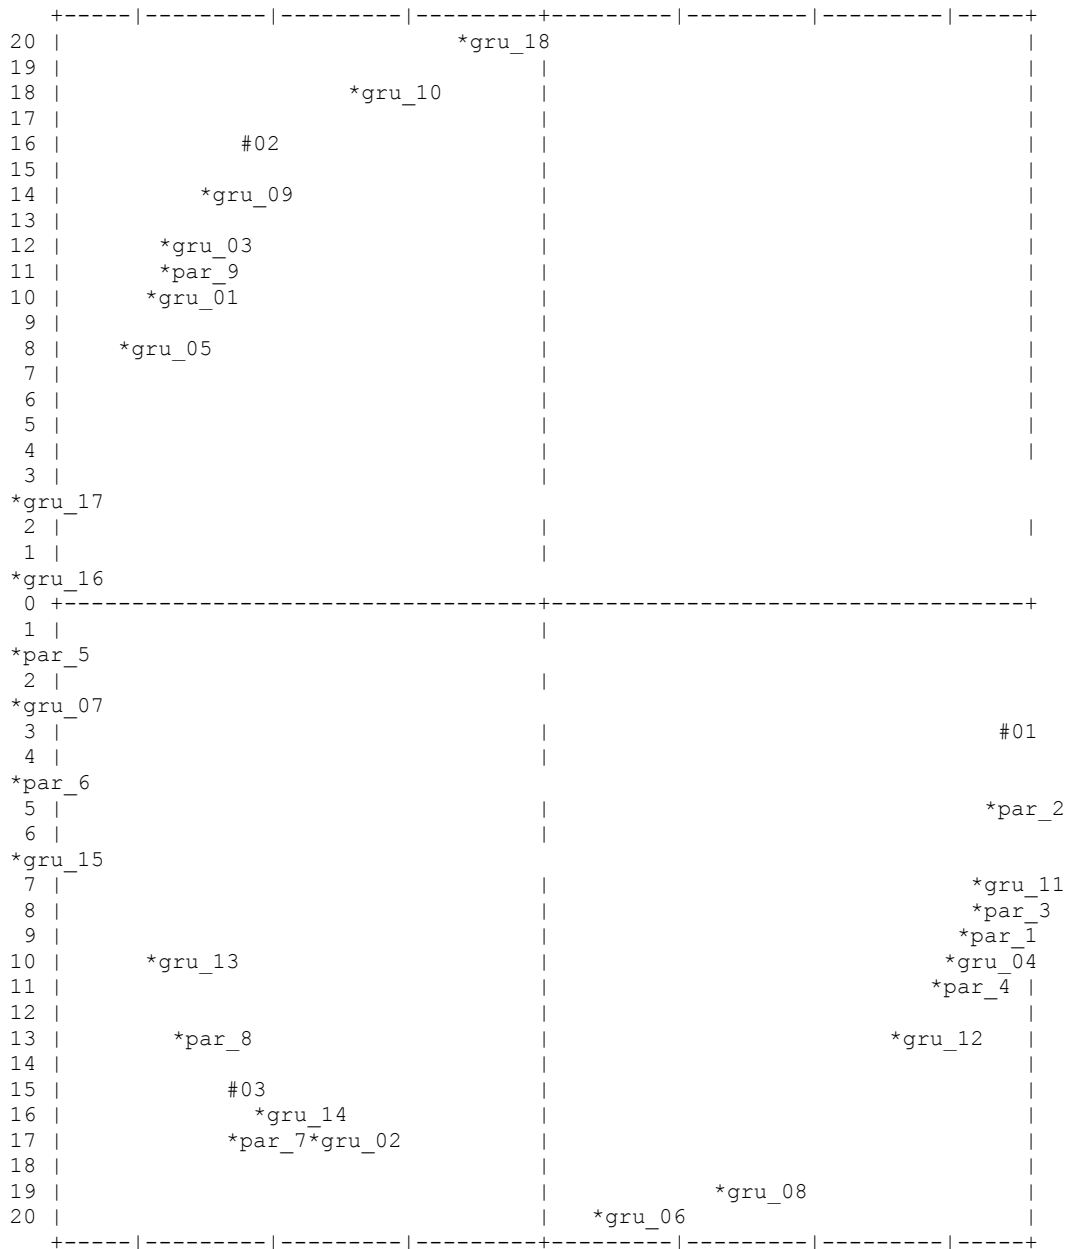 +-----|---------|---------|---------+---------|---------|---------|-----+
20  |                             *gru_18                                   |
19  |                                   |                                   |
18  |                     *gru_10       |                                   |
17  |                                   |                                   |
16  |             #02                   |                                   |
15  |                                   |                                   |
14  |          *gru_09                  |                                   |
13  |                                   |                                   |
12  |       *gru_03                     |                                   |
11  |       *par_9                      |                                   |
10  |      *gru_01                      |                                   |
 9  |                                   |                                   |
 8  |    *gru_05                        |                                   |
 7  |                                   |                                   |
 6  |                                   |                                   |
 5  |                                   |                                   |
 4  |                                   |                                   |
 3  |                                   |
*gru_17
 2  |                                   |                                   |
 1  |                                   |
*gru_16
 0  +-----------------------------------+-----------------------------------+
 1  |                                   |
*par_5
 2  |                                   |
*gru_07
 3  |                                   |                                 #01
 4  |                                   |
*par_6
 5  |                                   |                                *par_2
 6  |                                   |
*gru_15
 7  |                                   |                               *gru_11
 8  |                                   |                               *par_3
 9  |                                   |                              *par_1
10  |      *gru_13                      |                             *gru_04
11  |                                   |                            *par_4 |
12  |                                   |                                   |
13  |        *par_8                     |                         *gru_12   |
14  |                                   |                                   |
15  |            #03                    |                                   |
16  |              *gru_14              |                                   |
17  |            *par_7*gru_02          |                                   |
18  |                                   |                                   |
19  |                                   |            *gru_08                |
20  |                                   |   *gru_06                         |
    +-----|---------|---------|---------+---------|---------|---------|-----+